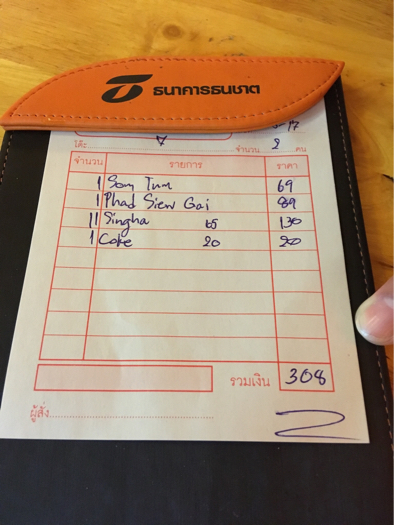 ธนาคารธนชาต
-17
โต๊ะ 7 จำนวน 2 คน
จำนวน รายการ ราคา
1 Som Tum 69
1 Phad Siew Gai 89
11 Singha 65 130
1 Coke 20 20
รวมเงิน 308
ผู้สั่ง